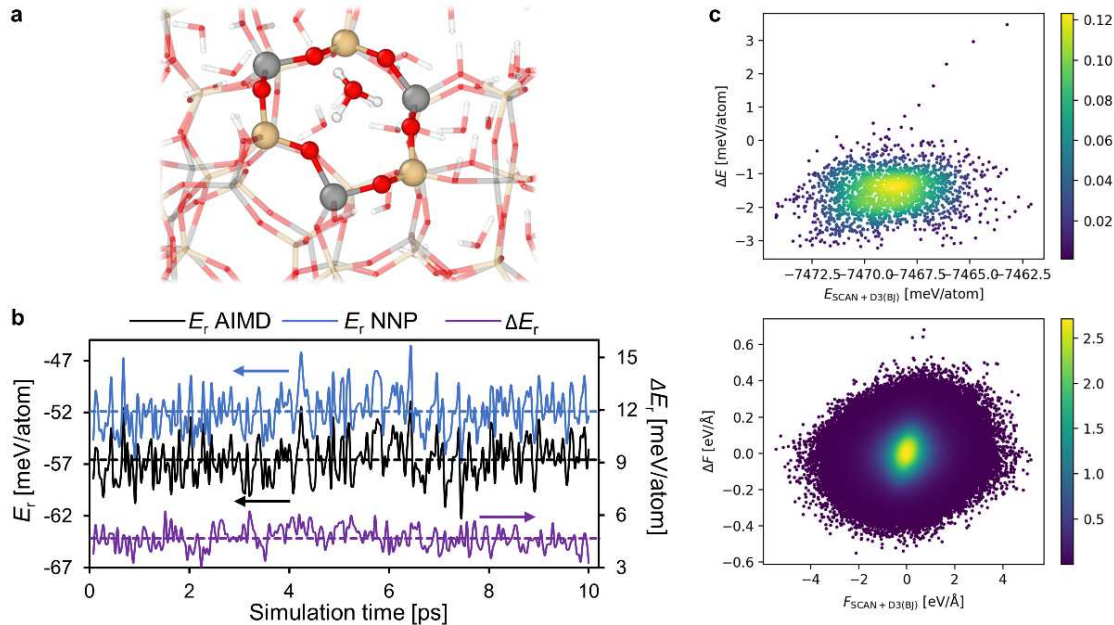 a
b
E_r AIMD E_r NNP ΔE_r
E_r [meV/atom]
-47
-52
-57
-62
-67
15
12
9
6
3
ΔE_r [meV/atom]
0 2 4 6 8 10
Simulation time [ps]
c
ΔE [meV/atom]
3
2
1
0
−1
−2
−3
−7472.5 −7470.0 −7467.5 −7465.0 −7462.5
E_SCAN + D3(BJ) [meV/atom]
0.12
0.10
0.08
0.06
0.04
0.02
ΔF [eV/Å]
0.6
0.4
0.2
0.0
−0.2
−0.4
−0.6
−4 −2 0 2 4
F_SCAN + D3(BJ) [eV/Å]
2.5
2.0
1.5
1.0
0.5